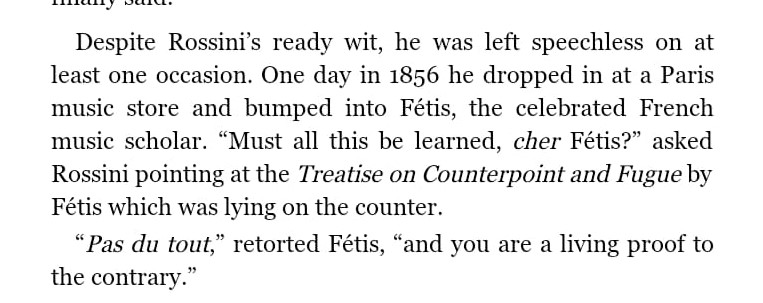 finally said.
Despite Rossini’s ready wit, he was left speechless on at
least one occasion. One day in 1856 he dropped in at a Paris
music store and bumped into Fétis, the celebrated French
music scholar. “Must all this be learned, cher Fétis?” asked
Rossini pointing at the Treatise on Counterpoint and Fugue by
Fétis which was lying on the counter.
“Pas du tout,” retorted Fétis, “and you are a living proof to
the contrary.”